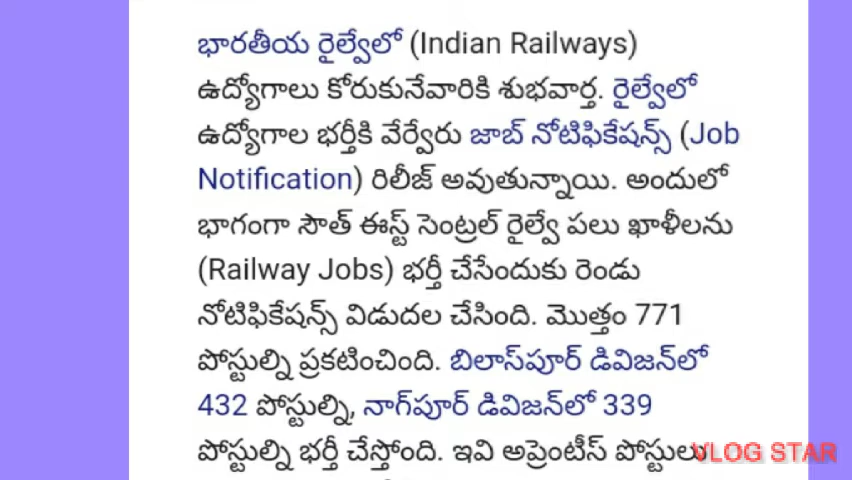 భారతీయ రైల్వేలో (Indian Railways)
ఉద్యోగాలు కోరుకునేవారికి శుభవార్త. రైల్వేలో
ఉద్యోగాల భర్తీకి వేర్వేరు జాబ్ నోటిఫికేషన్స్ (Job
Notification) రిలీజ్ అవుతున్నాయి. అందులో
భాగంగా సౌత్ ఈస్ట్ సెంట్రల్ రైల్వే పలు ఖాళీలను
(Railway Jobs) భర్తీ చేసేందుకు రెండు
నోటిఫికేషన్స్ విడుదల చేసింది. మొత్తం 771
పోస్టుల్ని ప్రకటించింది. బిలాస్‌పూర్ డివిజన్‌లో
432 పోస్టుల్ని, నాగ్‌పూర్ డివిజన్‌లో 339
పోస్టుల్ని భర్తీ చేస్తోంది. ఇవి అప్రెంటీస్ పోస్టులు
VLOG STAR